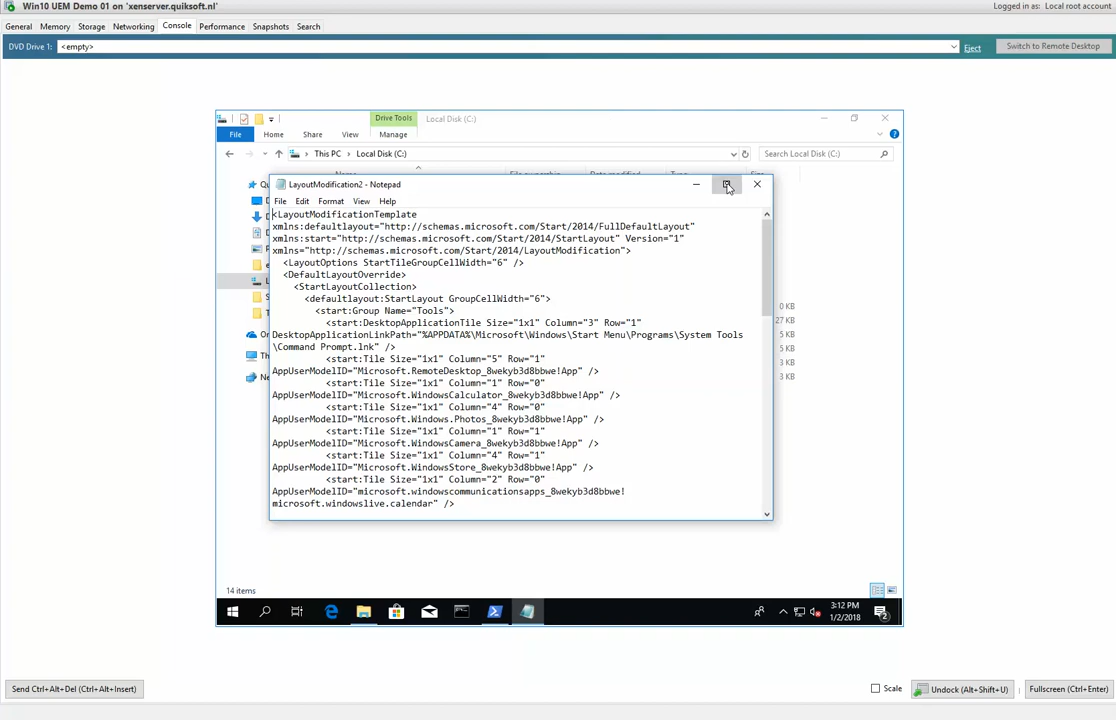 Win10 UEM Demo 01 on 'xenserver.quiksoft.nl'
Logged in as: Local root account
General Memory Storage Networking Console Performance Snapshots Search
DVD Drive 1: <empty> Eject Switch to Remote Desktop
Drive Tools Local Disk (C:)
File Home Share View Manage
This PC > Local Disk (C:) Search Local Disk (C:)
LayoutModification2 - Notepad
File Edit Format View Help
<LayoutModificationTemplate
xmlns:defaultlayout="http://schemas.microsoft.com/Start/2014/FullDefaultLayout"
xmlns:start="http://schemas.microsoft.com/Start/2014/StartLayout" Version="1"
xmlns="http://schemas.microsoft.com/Start/2014/LayoutModification">
<LayoutOptions StartTileGroupCellWidth="6" />
<DefaultLayoutOverride>
<StartLayoutCollection>
<defaultlayout:StartLayout GroupCellWidth="6">
<start:Group Name="Tools">
<start:DesktopApplicationTile Size="1x1" Column="3" Row="1"
DesktopApplicationLinkPath="%APPDATA%\Microsoft\Windows\Start Menu\Programs\System Tools
\Command Prompt.lnk" />
<start:Tile Size="1x1" Column="5" Row="1"
AppUserModelID="Microsoft.RemoteDesktop_8wekyb3d8bbwe!App" />
<start:Tile Size="1x1" Column="1" Row="0"
AppUserModelID="Microsoft.WindowsCalculator_8wekyb3d8bbwe!App" />
<start:Tile Size="1x1" Column="4" Row="0"
AppUserModelID="Microsoft.Windows.Photos_8wekyb3d8bbwe!App" />
<start:Tile Size="1x1" Column="1" Row="1"
AppUserModelID="Microsoft.WindowsCamera_8wekyb3d8bbwe!App" />
<start:Tile Size="1x1" Column="4" Row="1"
AppUserModelID="Microsoft.WindowsStore_8wekyb3d8bbwe!App" />
<start:Tile Size="1x1" Column="2" Row="0"
AppUserModelID="microsoft.windowscommunicationsapps_8wekyb3d8bbwe!
microsoft.windowslive.calendar" />
0 KB
27 KB
5 KB
5 KB
3 KB
3 KB
14 items
3:12 PM
1/2/2018
2
Send Ctrl+Alt+Del (Ctrl+Alt+Insert)
Scale Undock (Alt+Shift+U) Fullscreen (Ctrl+Enter)